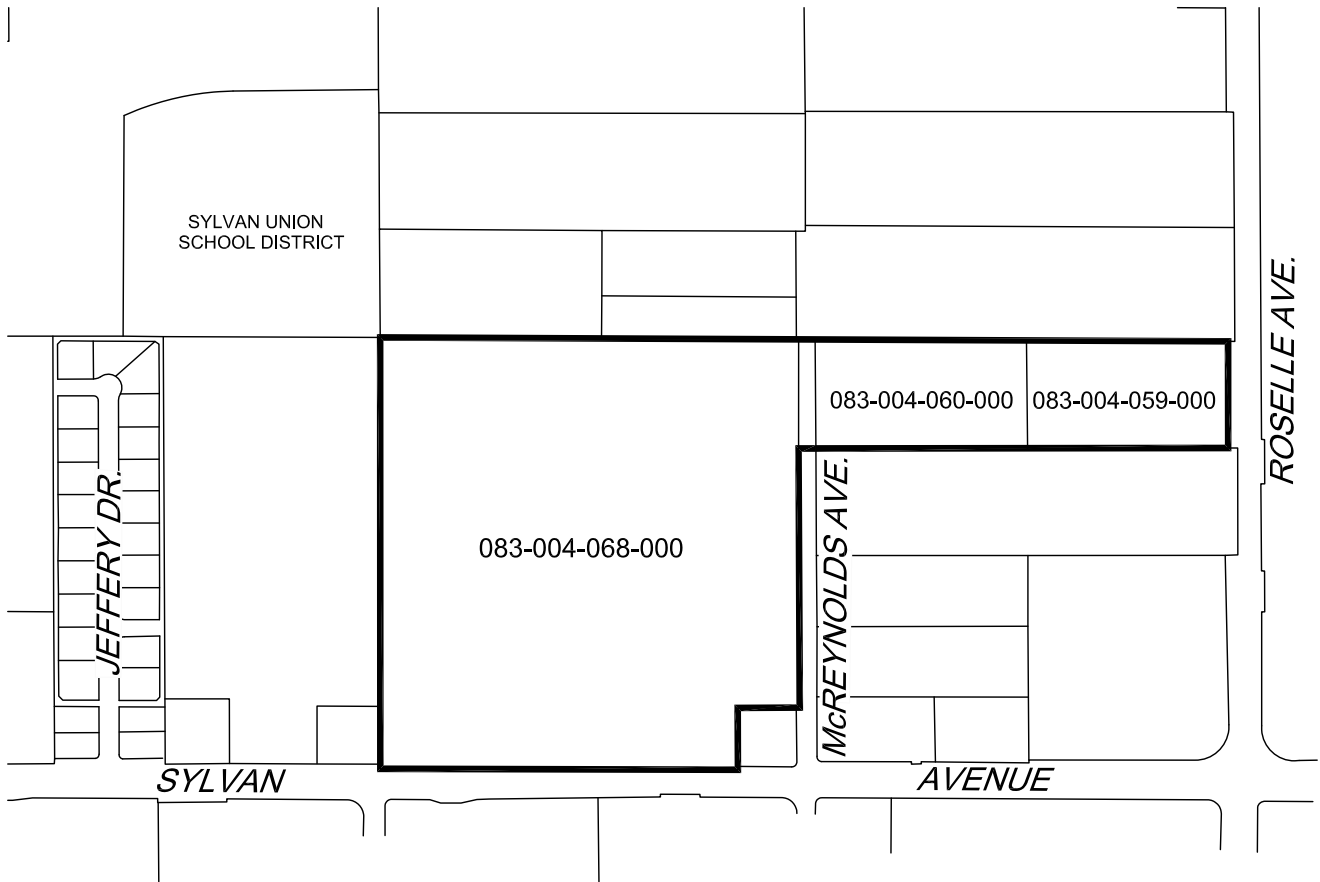 SYLVAN UNION
SCHOOL DISTRICT
ROSELLE AVE.
083-004-060-000
083-004-059-000
JEFFERY DR.
083-004-068-000
McREYNOLDS AVE.
SYLVAN
AVENUE